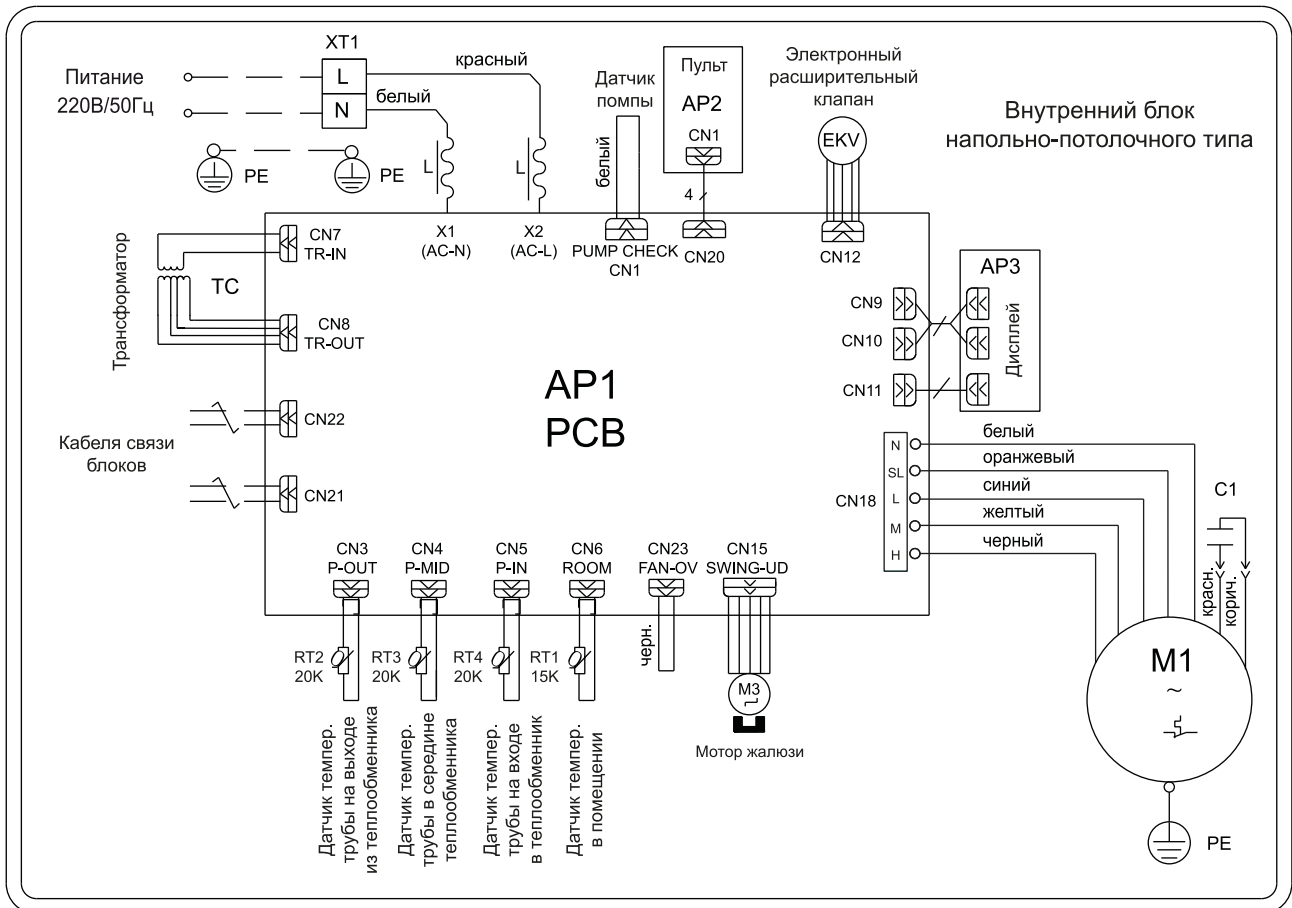 XT1
Питание
220В/50Гц
L
N
красный
белый
PE
PE
L
L
X1
(AC-N)
X2
(AC-L)
Датчик
помпы
белый
PUMP CHECK
CN1
Пульт
AP2
CN1
4
CN20
Электронный
расширительный
клапан
EKV
CN12
Внутренний блок
напольно-потолочного типа
Трансформатор
TC
CN7
TR-IN
CN8
TR-OUT
Кабеля связи
блоков
CN22
CN21
AP1
PCB
CN9
CN10
CN11
AP3
Дисплей
CN18
N
SL
L
M
H
белый
оранжевый
синий
желтый
черный
C1
красн.
корич.
M1
~
PE
CN3
P-OUT
CN4
P-MID
CN5
P-IN
CN6
ROOM
CN23
FAN-OV
CN15
SWING-UD
RT2
20K
RT3
20K
RT4
20K
RT1
15K
черн.
M3
Мотор жалюзи
Датчик темпер.
трубы на выходе
из теплообменника
Датчик темпер.
трубы в середине
теплообменника
Датчик темпер.
трубы на входе
в теплообменник
Датчик темпер.
в помещении